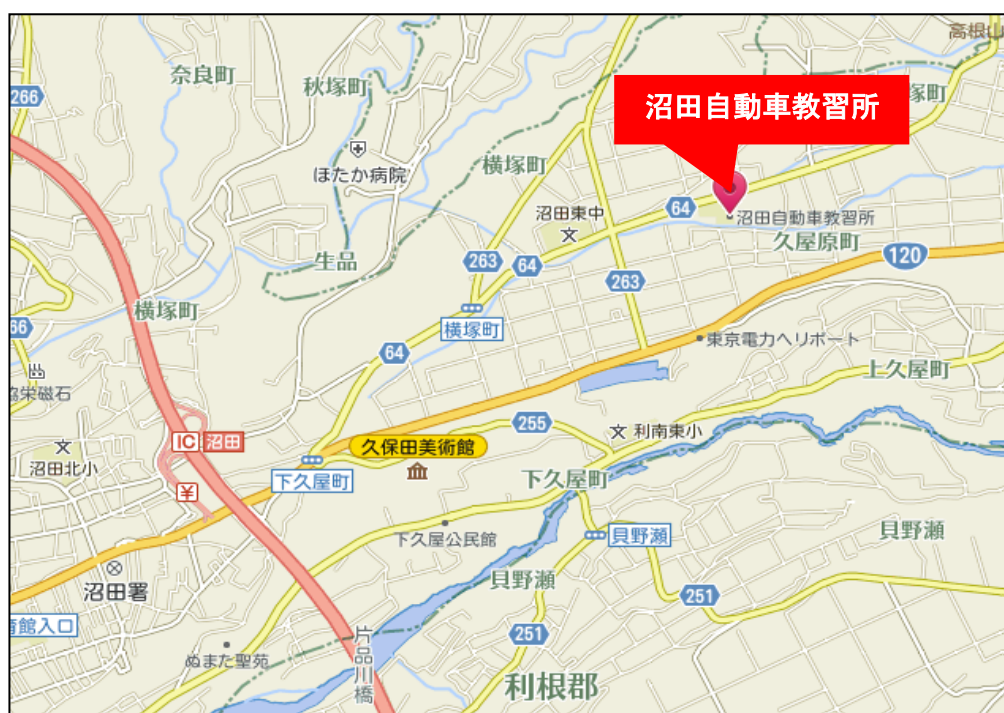 高根山
奈良町
秋塚町
266
沼田自動車教習所
塚町
ほたか病院
横塚町
沼田東中
64
沼田自動車教習所
久屋原町
120
生品
263
64
263
横塚町
66
横塚町
東京電力ヘリポート
64
上久屋町
協栄磁石
255
利南東小
IC 沼田
久保田美術館
沼田北小
下久屋町
下久屋町
¥
下久屋公民館
貝野瀬
貝野瀬
沼田署
貝野瀬
251
館入口
251
ぬまた聖苑
片品川橋
利根郡